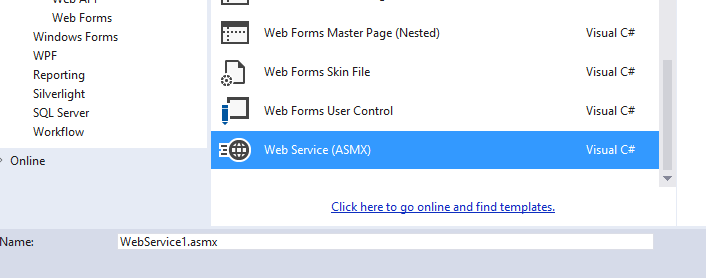 Web API
Web Forms
Windows Forms
WPF
Reporting
Silverlight
SQL Server
Workflow
Online
Web Forms Master Page (Nested) Visual C#
Web Forms Skin File Visual C#
Web Forms User Control Visual C#
Web Service (ASMX) Visual C#
Click here to go online and find templates.
Name: WebService1.asmx